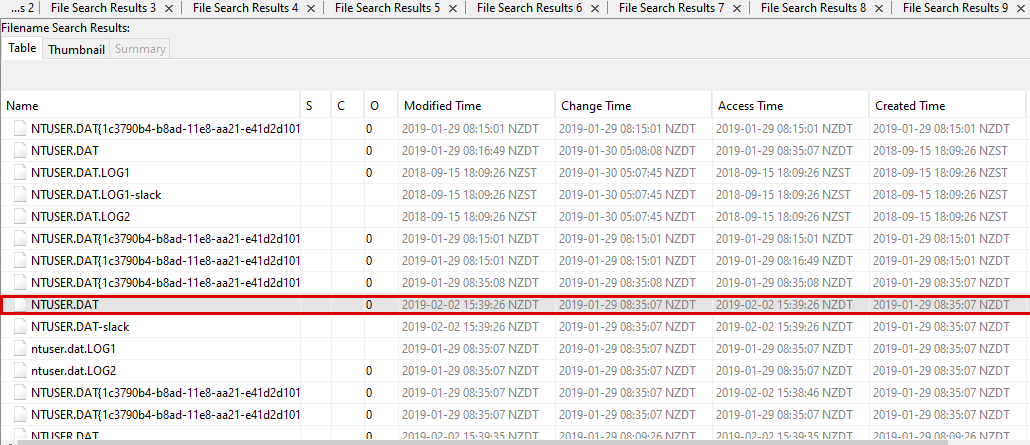 ...s 2 File Search Results 3 File Search Results 4 File Search Results 5 File Search Results 6 File Search Results 7 File Search Results 8 File Search Results 9
Filename Search Results:
Table Thumbnail Summary
Name S C O Modified Time Change Time Access Time Created Time
NTUSER.DAT{1c3790b4-b8ad-11e8-aa21-e41d2d101 0 2019-01-29 08:15:01 NZDT 2019-01-29 08:15:01 NZDT 2019-01-29 08:15:01 NZDT 2019-01-29 08:15:01 NZDT
NTUSER.DAT 0 2019-01-29 08:16:49 NZDT 2019-01-30 05:08:08 NZDT 2019-01-29 08:35:07 NZDT 2018-09-15 18:09:26 NZST
NTUSER.DAT.LOG1 0 2018-09-15 18:09:26 NZST 2019-01-30 05:07:45 NZDT 2018-09-15 18:09:26 NZST 2018-09-15 18:09:26 NZST
NTUSER.DAT.LOG1-slack 2018-09-15 18:09:26 NZST 2019-01-30 05:07:45 NZDT 2018-09-15 18:09:26 NZST 2018-09-15 18:09:26 NZST
NTUSER.DAT.LOG2 2018-09-15 18:09:26 NZST 2019-01-30 05:07:45 NZDT 2018-09-15 18:09:26 NZST 2018-09-15 18:09:26 NZST
NTUSER.DAT{1c3790b4-b8ad-11e8-aa21-e41d2d101 0 2019-01-29 08:15:01 NZDT 2019-01-29 08:15:01 NZDT 2019-01-29 08:15:01 NZDT 2019-01-29 08:15:01 NZDT
NTUSER.DAT{1c3790b4-b8ad-11e8-aa21-e41d2d101 0 2019-01-29 08:15:01 NZDT 2019-01-29 08:15:01 NZDT 2019-01-29 08:16:49 NZDT 2019-01-29 08:15:01 NZDT
NTUSER.DAT{1c3790b4-b8ad-11e8-aa21-e41d2d101 0 2019-01-29 08:35:08 NZDT 2019-01-29 08:35:08 NZDT 2019-01-29 08:35:08 NZDT 2019-01-29 08:35:07 NZDT
NTUSER.DAT 0 2019-02-02 15:39:26 NZDT 2019-01-29 08:35:07 NZDT 2019-02-02 15:39:26 NZDT 2019-01-29 08:35:07 NZDT
NTUSER.DAT-slack 2019-02-02 15:39:26 NZDT 2019-01-29 08:35:07 NZDT 2019-02-02 15:39:26 NZDT 2019-01-29 08:35:07 NZDT
ntuser.dat.LOG1 2019-01-29 08:35:07 NZDT 2019-01-29 08:35:07 NZDT 2019-01-29 08:35:07 NZDT 2019-01-29 08:35:07 NZDT
ntuser.dat.LOG2 0 2019-01-29 08:35:07 NZDT 2019-01-29 08:35:07 NZDT 2019-01-29 08:35:07 NZDT 2019-01-29 08:35:07 NZDT
NTUSER.DAT{1c3790b4-b8ad-11e8-aa21-e41d2d101 0 2019-01-29 08:35:07 NZDT 2019-01-29 08:35:07 NZDT 2019-02-02 15:38:46 NZDT 2019-01-29 08:35:07 NZDT
NTUSER.DAT{1c3790b4-b8ad-11e8-aa21-e41d2d101 0 2019-01-29 08:35:07 NZDT 2019-01-29 08:35:07 NZDT 2019-01-29 08:35:07 NZDT 2019-01-29 08:35:07 NZDT
NTUSER.DAT 0 2019-02-02 15:39:35 NZDT 2019-01-29 08:09:26 NZDT 2019-02-02 15:39:35 NZDT 2019-01-29 08:09:26 NZDT